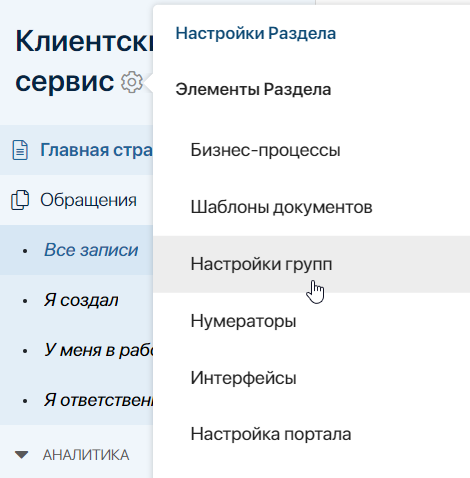 Клиентск
сервис
Главная стра
Обращения
Все записи
Я создал
У меня в рабо
Я ответствен
АНАЛИТИКА
Настройки Раздела
Элементы Раздела
Бизнес-процессы
Шаблоны документов
Настройки групп
Нумераторы
Интерфейсы
Настройка портала